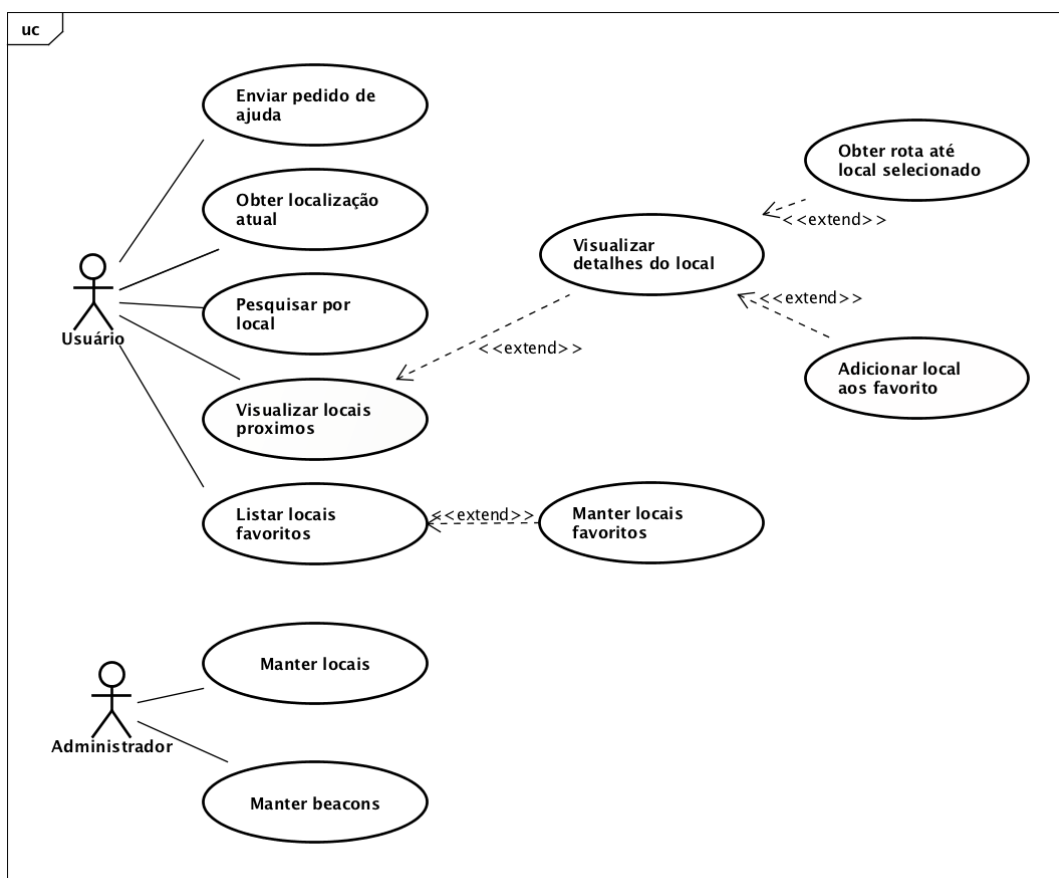 uc
Enviar pedido de
ajuda
Obter localização
atual
Pesquisar por
local
Visualizar locais
proximos
Listar locais
favoritos
Usuário
Visualizar
detalhes do local
Obter rota até
local selecionado
Adicionar local
aos favorito
Manter locais
favoritos
<<extend>>
<<extend>>
<<extend>>
<<extend>>
Administrador
Manter locais
Manter beacons